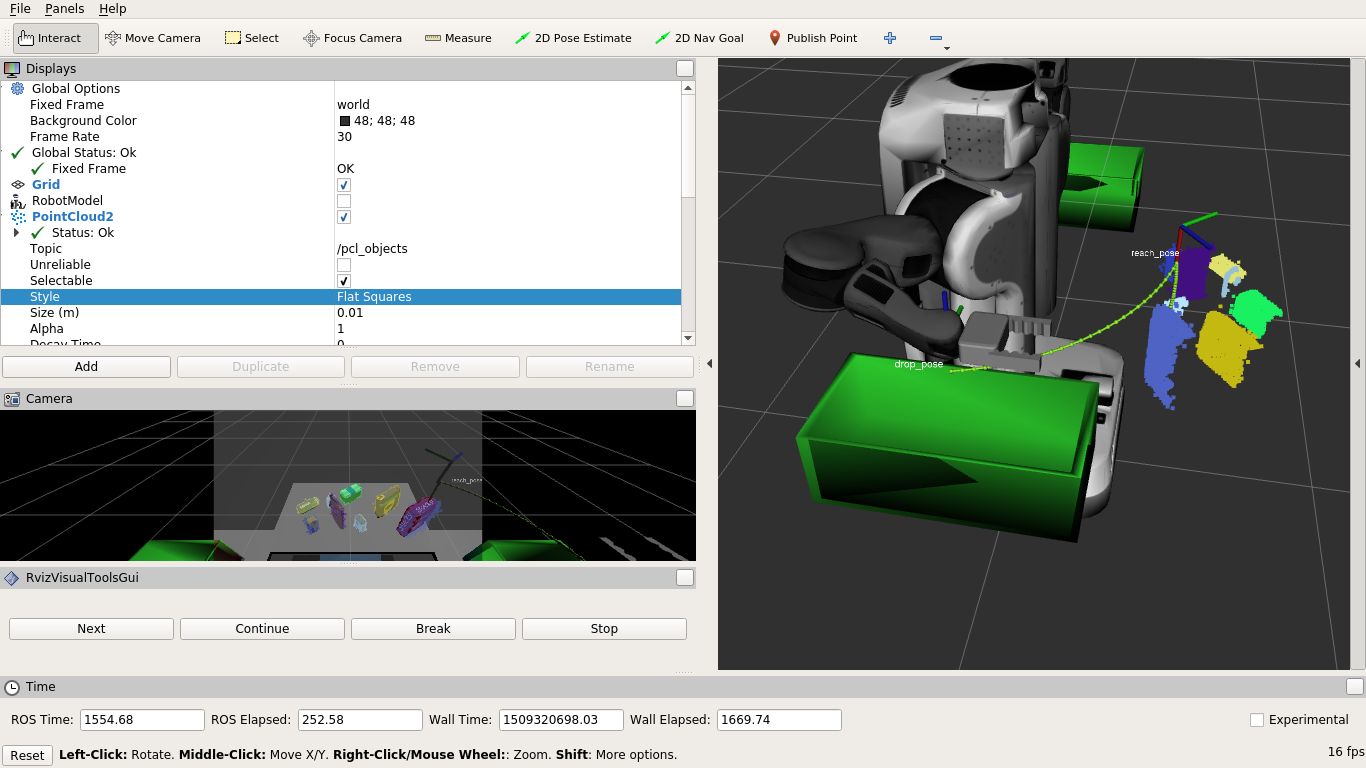 File Panels Help
Interact Move Camera Select Focus Camera Measure 2D Pose Estimate 2D Nav Goal Publish Point
Displays
Global Options
Fixed Frame world
Background Color 48; 48; 48
Frame Rate 30
Global Status: Ok
Fixed Frame OK
Grid
RobotModel
PointCloud2
Status: Ok
Topic /pcl_objects
Unreliable
Selectable
Style Flat Squares
Size (m) 0.01
Alpha 1
Decay Time 0
Add Duplicate Remove Rename
Camera
reach_pose
RvizVisualToolsGui
Next Continue Break Stop
reach_pose
drop_pose
Time
ROS Time: 1554.68 ROS Elapsed: 252.58 Wall Time: 1509320698.03 Wall Elapsed: 1669.74 Experimental
Reset Left-Click: Rotate. Middle-Click: Move X/Y. Right-Click/Mouse Wheel:: Zoom. Shift: More options. 16 fps